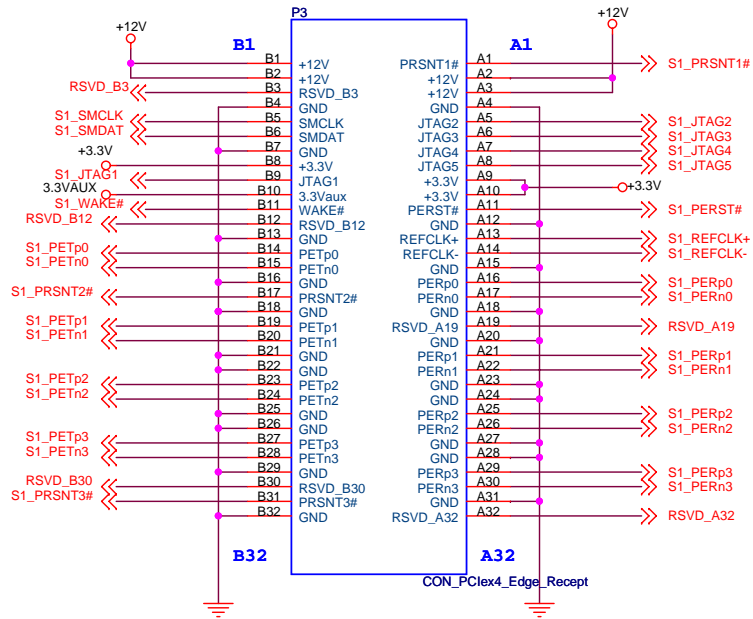 P3
+12V +12V
B1 A1
B1 +12V PRSNT1# A1 S1_PRSNT1#
B2 +12V +12V A2
RSVD_B3 B3 RSVD_B3 +12V A3
B4 GND GND A4
S1_SMCLK B5 SMCLK JTAG2 A5 S1_JTAG2
S1_SMDAT B6 SMDAT JTAG3 A6 S1_JTAG3
B7 GND JTAG4 A7 S1_JTAG4
+3.3V B8 +3.3V JTAG5 A8 S1_JTAG5
S1_JTAG1 B9 JTAG1 +3.3V A9 +3.3V
3.3VAUX B10 3.3Vaux +3.3V A10
S1_WAKE# B11 WAKE# PERST# A11 S1_PERST#
RSVD_B12 B12 RSVD_B12 GND A12
B13 GND REFCLK+ A13 S1_REFCLK+
S1_PETp0 B14 PETp0 REFCLK- A14 S1_REFCLK-
S1_PETn0 B15 PETn0 GND A15
B16 GND PERp0 A16 S1_PERp0
S1_PRSNT2# B17 PRSNT2# PERn0 A17 S1_PERn0
B18 GND GND A18
S1_PETp1 B19 PETp1 RSVD_A19 A19 RSVD_A19
S1_PETn1 B20 PETn1 GND A20
B21 GND PERp1 A21 S1_PERp1
B22 GND PERn1 A22 S1_PERn1
S1_PETp2 B23 PETp2 GND A23
S1_PETn2 B24 PETn2 GND A24
B25 GND PERp2 A25 S1_PERp2
B26 GND PERn2 A26 S1_PERn2
S1_PETp3 B27 PETp3 GND A27
S1_PETn3 B28 PETn3 GND A28
B29 GND PERp3 A29 S1_PERp3
RSVD_B30 B30 RSVD_B30 PERn3 A30 S1_PERn3
S1_PRSNT3# B31 PRSNT3# GND A31
B32 GND RSVD_A32 A32 RSVD_A32
B32 A32
CON_PCIex4_Edge_Recept